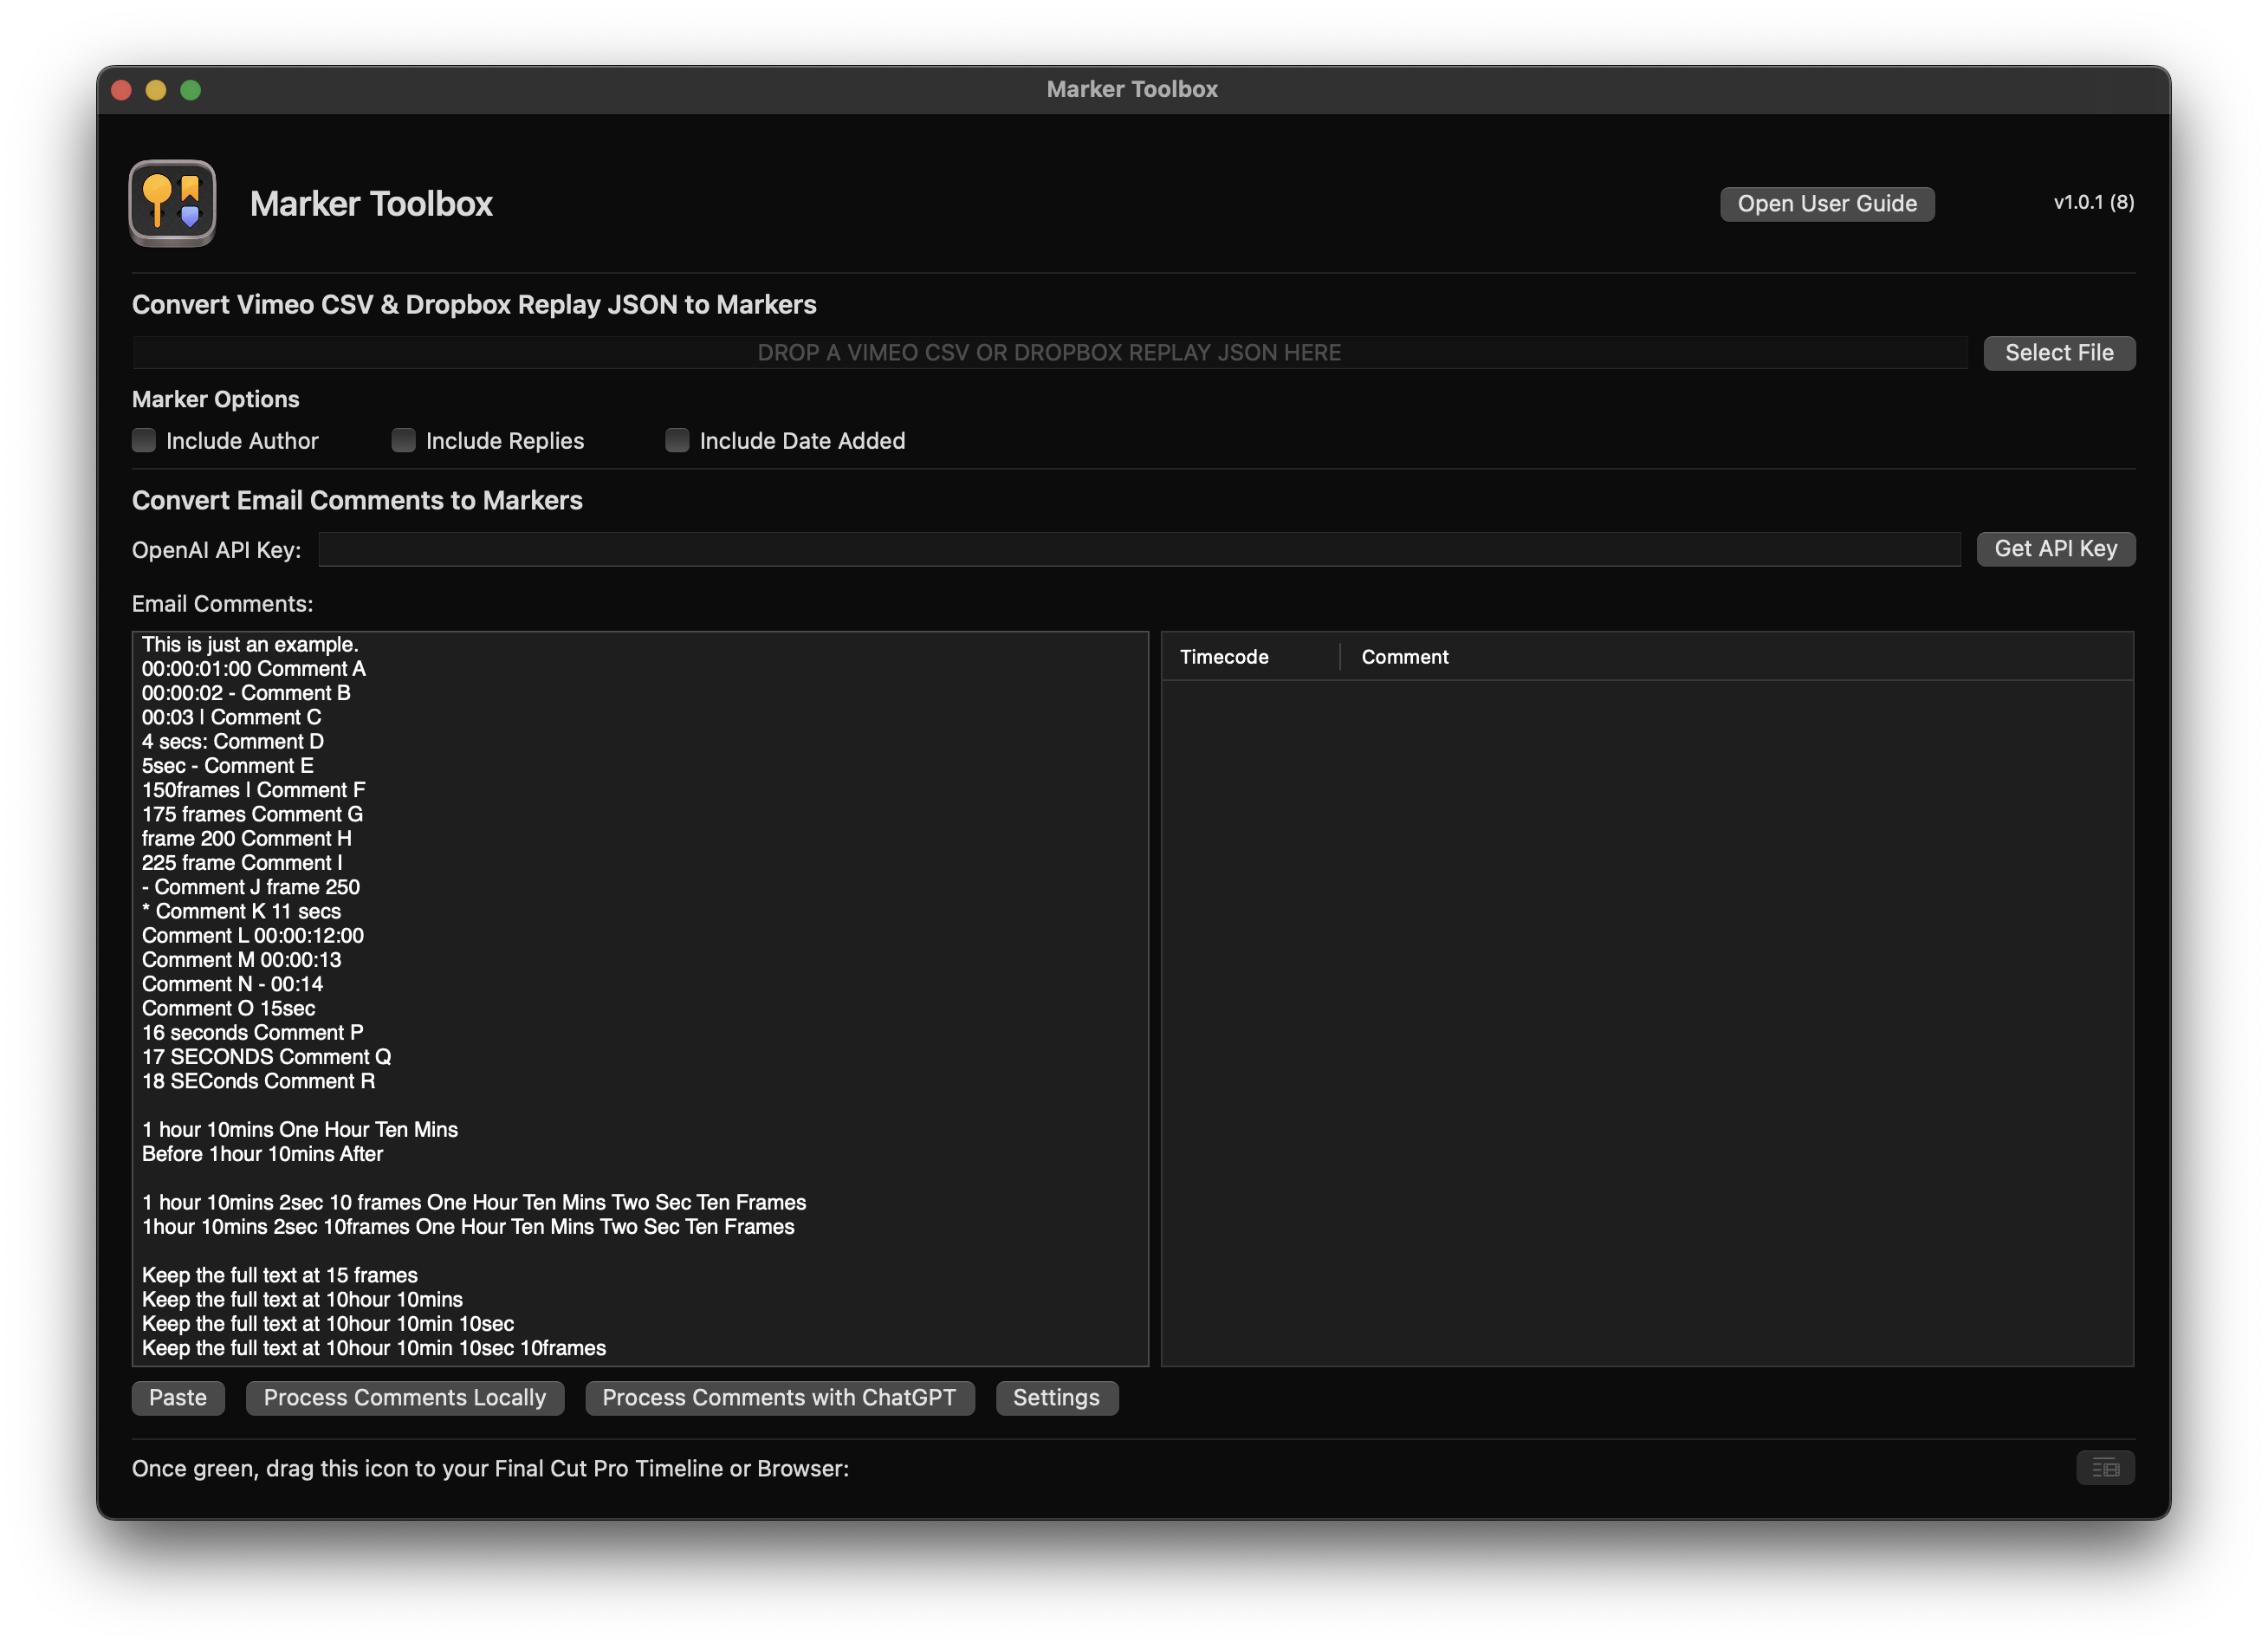 Marker Toolbox
Marker Toolbox
Open User Guide
v1.0.1 (8)
Convert Vimeo CSV & Dropbox Replay JSON to Markers
DROP A VIMEO CSV OR DROPBOX REPLAY JSON HERE
Select File
Marker Options
Include Author
Include Replies
Include Date Added
Convert Email Comments to Markers
OpenAI API Key:
Get API Key
Email Comments:
This is just an example.
00:00:01:00 Comment A
00:00:02 - Comment B
00:03 | Comment C
4 secs: Comment D
5sec - Comment E
150frames | Comment F
175 frames Comment G
frame 200 Comment H
225 frame Comment I
- Comment J frame 250
* Comment K 11 secs
Comment L 00:00:12:00
Comment M 00:00:13
Comment N - 00:14
Comment O 15sec
16 seconds Comment P
17 SECONDS Comment Q
18 SEConds Comment R
1 hour 10mins One Hour Ten Mins
Before 1hour 10mins After
1 hour 10mins 2sec 10 frames One Hour Ten Mins Two Sec Ten Frames
1hour 10mins 2sec 10frames One Hour Ten Mins Two Sec Ten Frames
Keep the full text at 15 frames
Keep the full text at 10hour 10mins
Keep the full text at 10hour 10min 10sec
Keep the full text at 10hour 10min 10sec 10frames
Timecode
Comment
Paste
Process Comments Locally
Process Comments with ChatGPT
Settings
Once green, drag this icon to your Final Cut Pro Timeline or Browser: